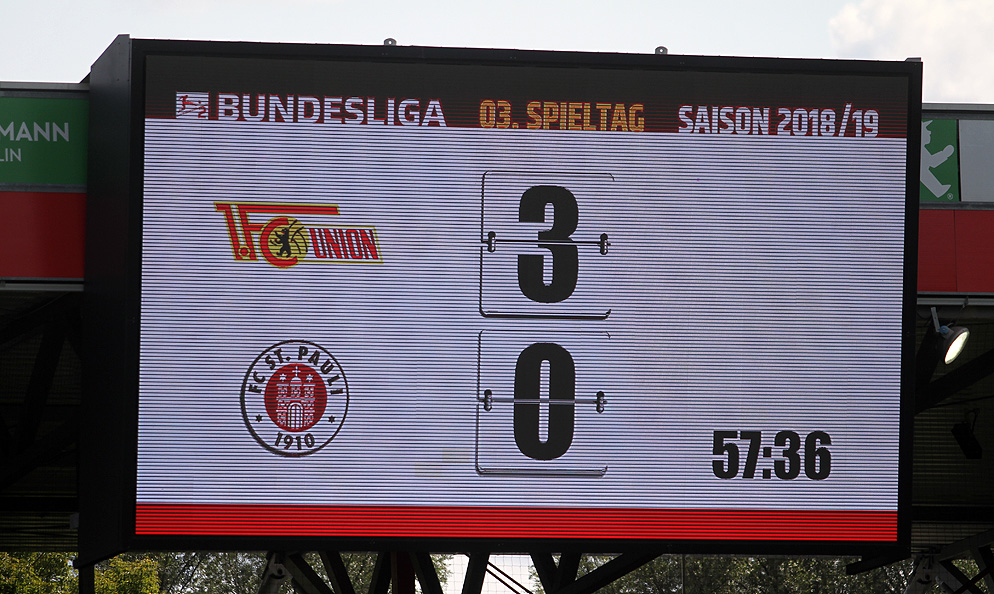 BUNDESLIGA 03. SPIELTAG SAISON 2018/19
MANN
LIN
1.FC UNION
3
FC ST. PAULI
1910
0
57:36
®